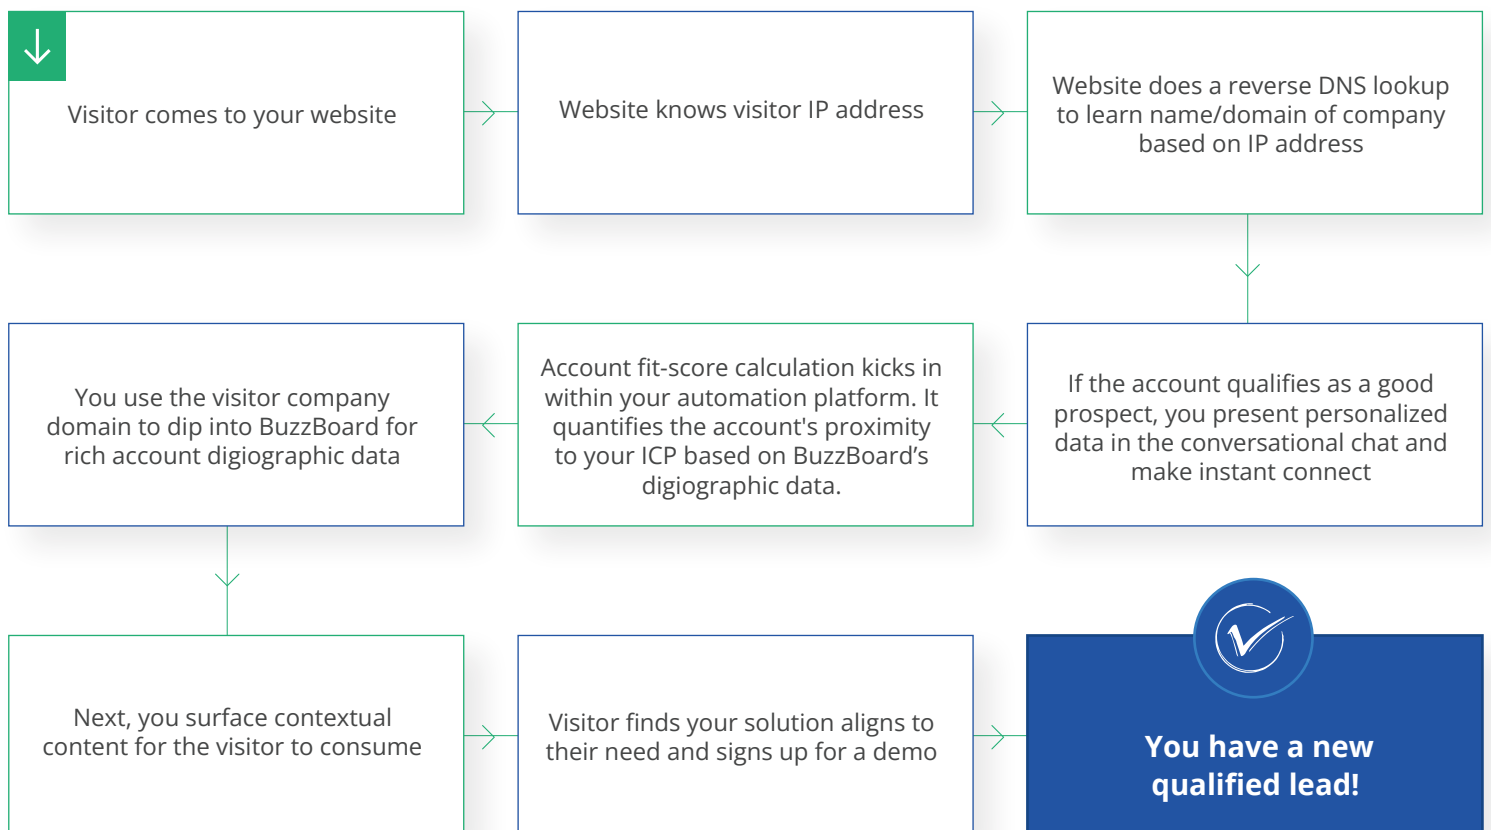 Visitor comes to your website
Website knows visitor IP address
Website does a reverse DNS lookup
to learn name/domain of company
based on IP address
If the account qualifies as a good
prospect, you present personalized
data in the conversational chat and
make instant connect
Account fit-score calculation kicks in
within your automation platform. It
quantifies the account's proximity
to your ICP based on BuzzBoard’s
digiographic data.
You use the visitor company
domain to dip into BuzzBoard for
rich account digiographic data
Next, you surface contextual
content for the visitor to consume
Visitor finds your solution aligns to
their need and signs up for a demo
You have a new
qualified lead!